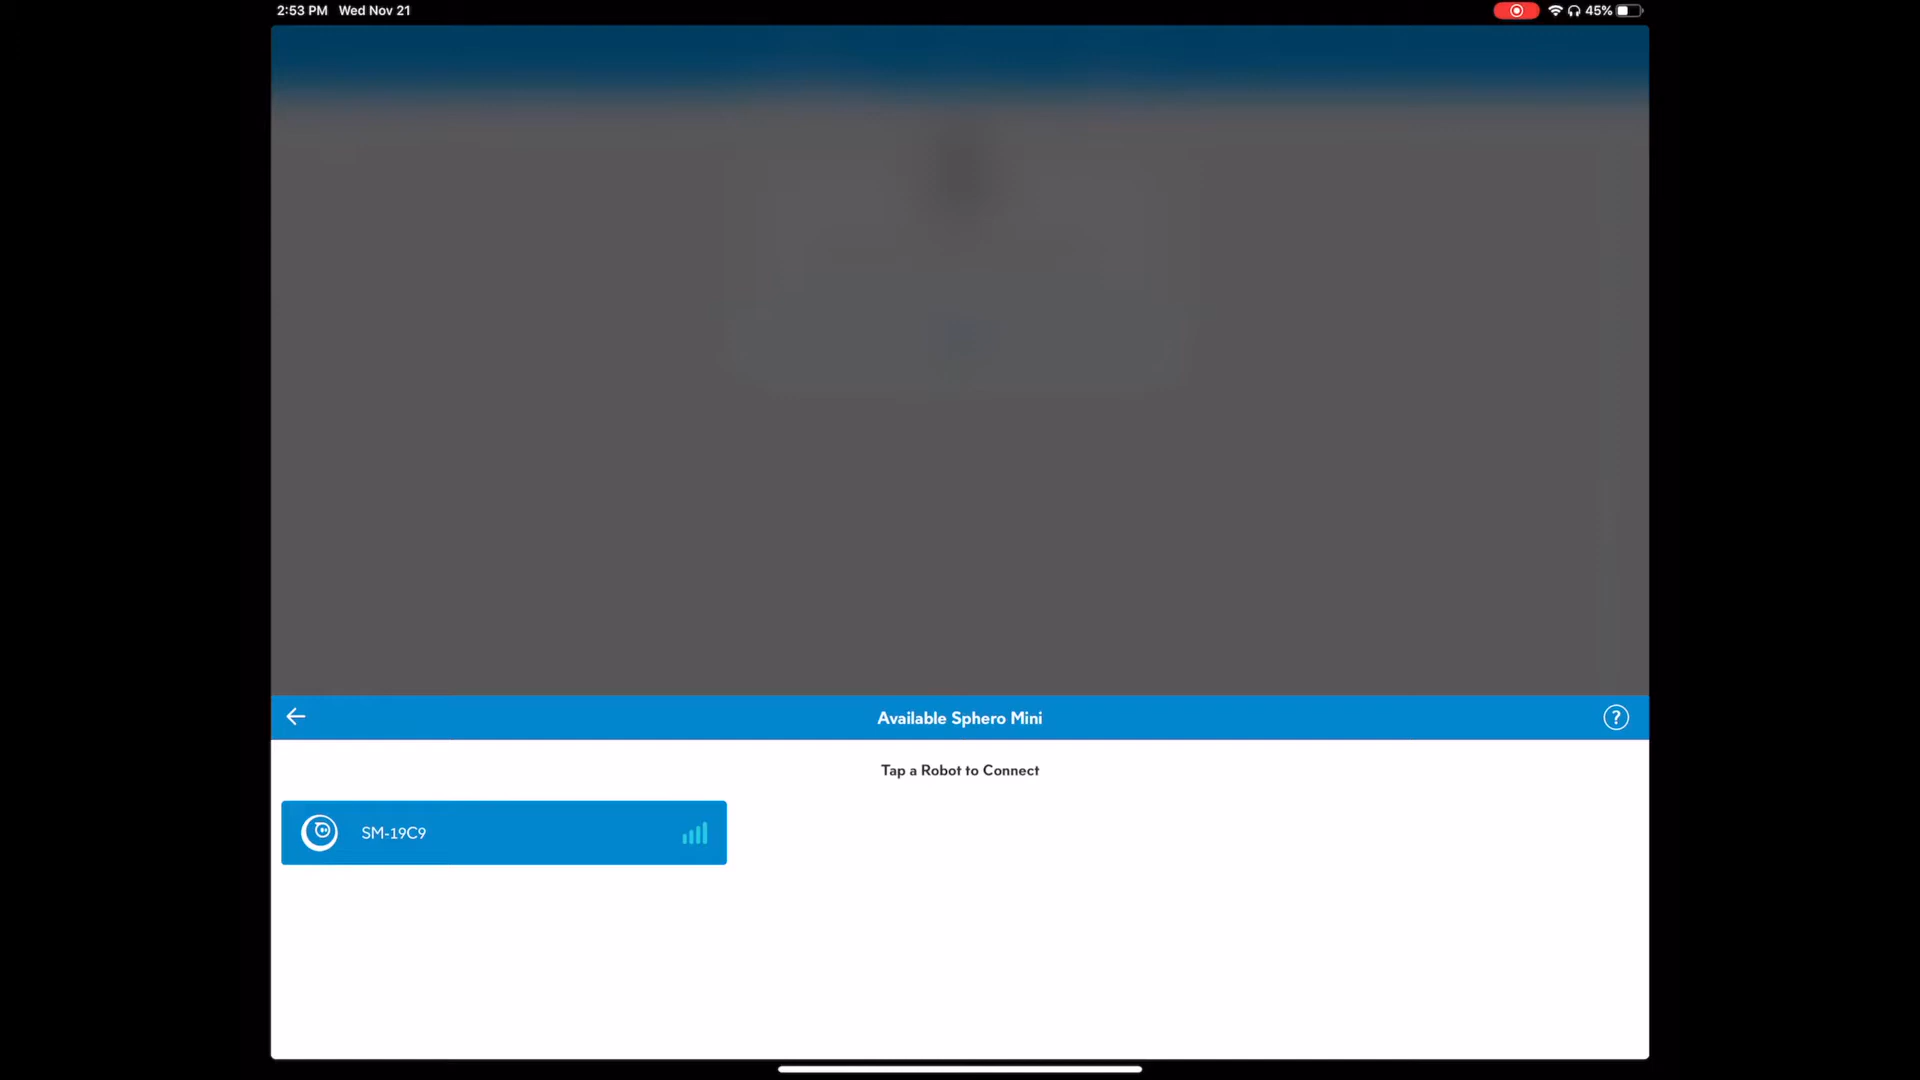 2:53 PM Wed Nov 21
45%
Available Sphero Mini
?
Tap a Robot to Connect
SM-19C9